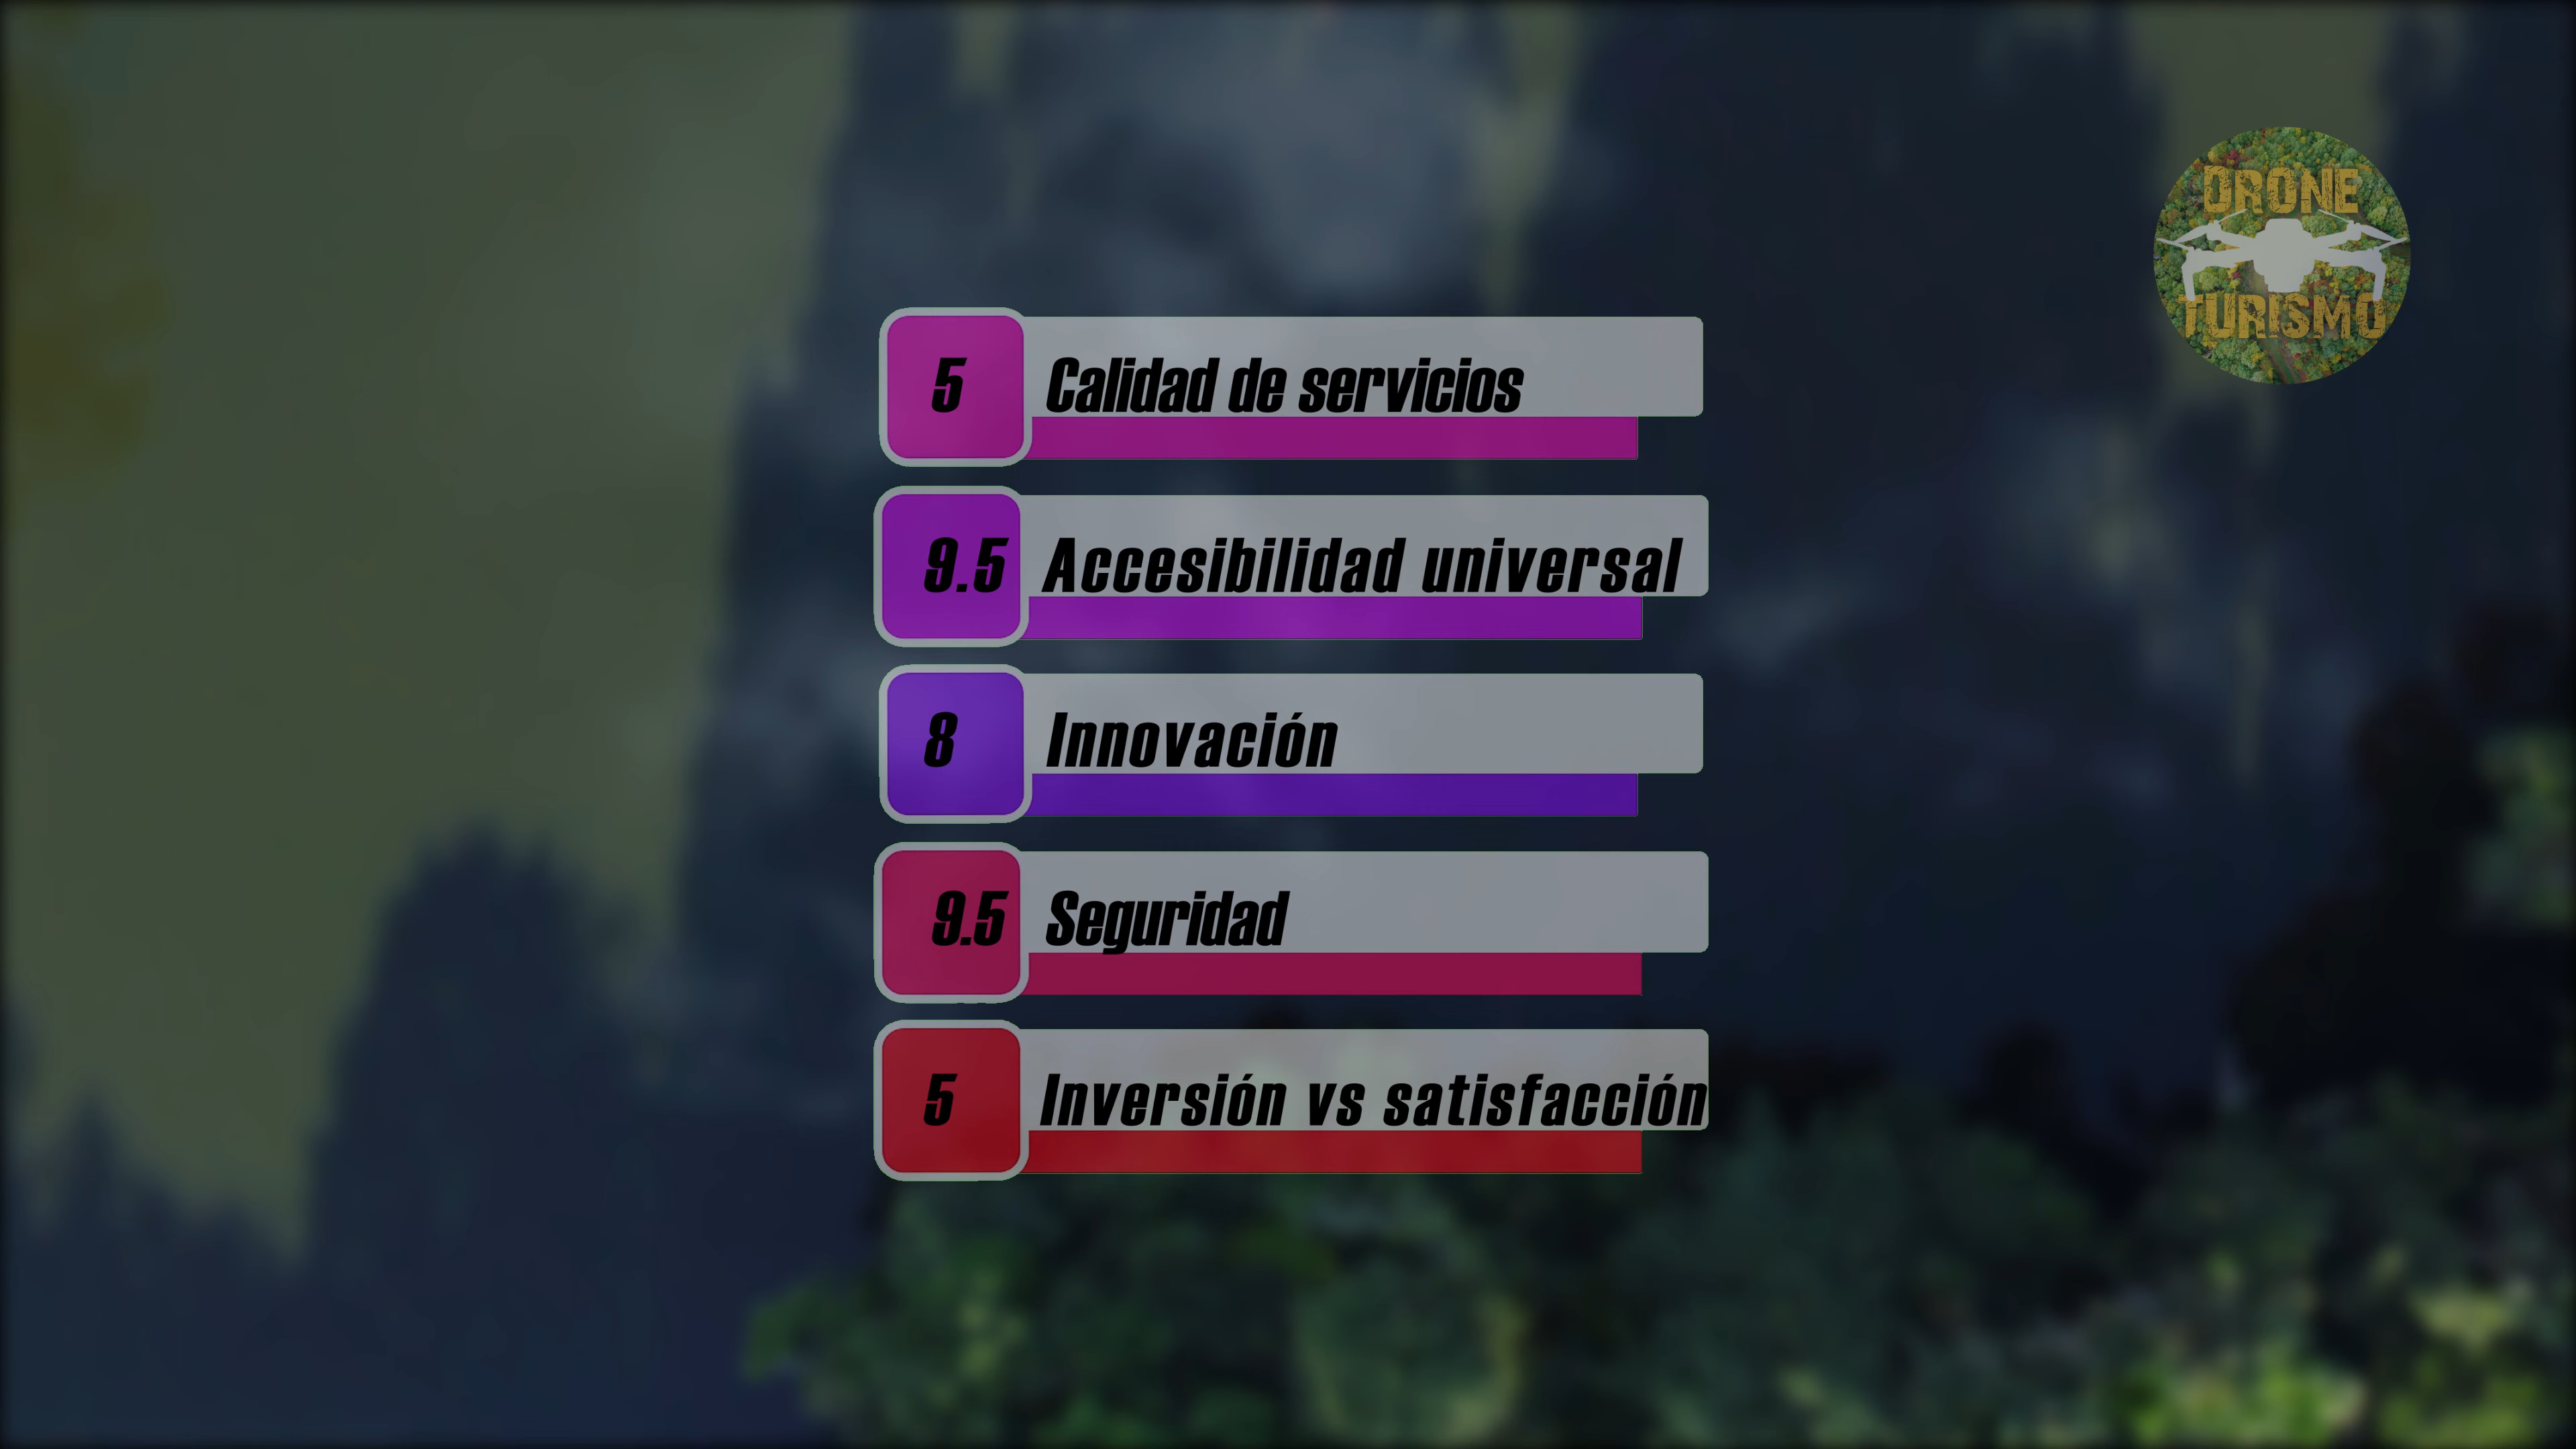 DRONE
TURISMO
5 Calidad de servicios
9.5 Accesibilidad universal
8 Innovación
9.5 Seguridad
5 Inversión vs satisfacción